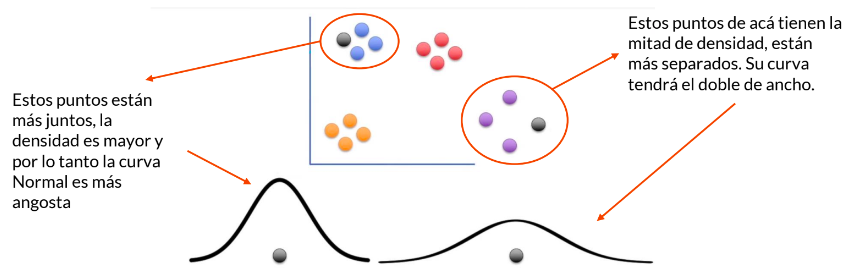 Estos puntos de acá tienen la
mitad de densidad, están
más separados. Su curva
tendrá el doble de ancho.
Estos puntos están
más juntos, la
densidad es mayor y
por lo tanto la curva
Normal es más
angosta